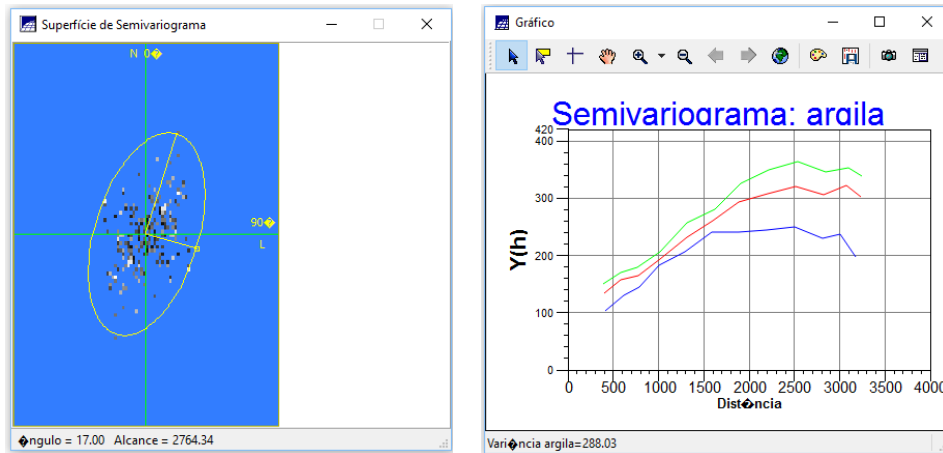 Superfície de Semivariograma
N 0�
90�
L
�ngulo = 17.00 Alcance = 2764.34
Gráfico
Semivariograma: argila
420
400
300
200
100
0
Y(h)
0 500 1000 1500 2000 2500 3000 3500 4000
Dist�ncia
Vari�ncia argila=288.03